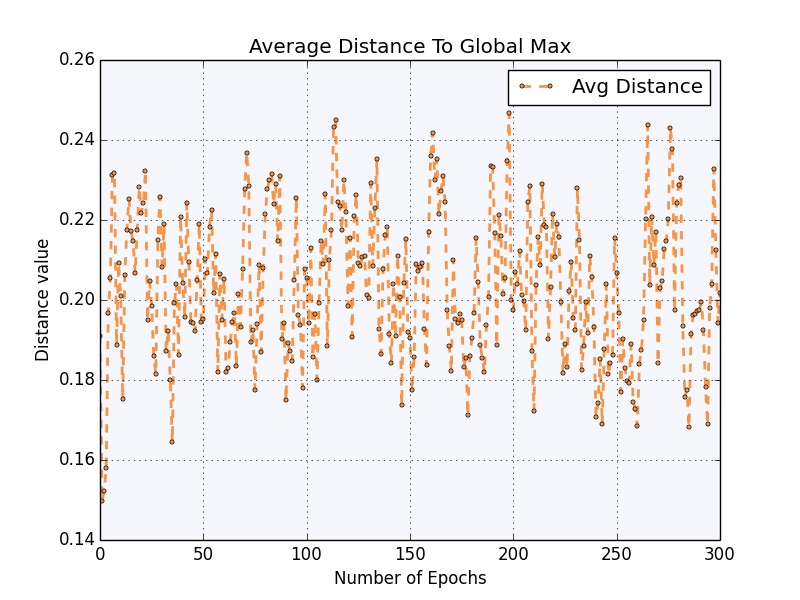 Average Distance To Global Max
Avg Distance
Distance value
0.26
0.24
0.22
0.20
0.18
0.16
0.14
0 50 100 150 200 250 300
Number of Epochs